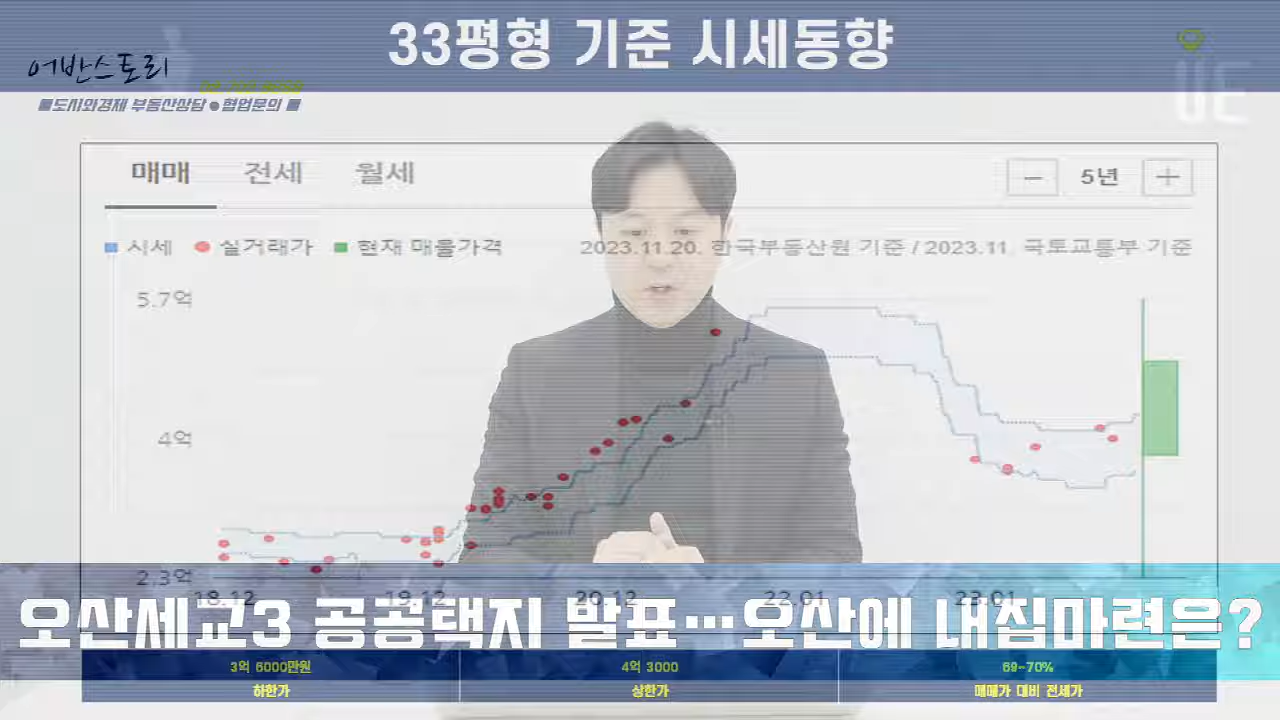 33평형 기준 시세동향
어반스토리
■도시와경제 부동산상담 ● 협업문의 ■
매매 전세 월세
5년
시세 실거래가 현재 매물가격
2023.11.20. 한국부동산원 기준 / 2023.11. 국토교통부 기준
5.7억
4억
2.3억
18.12 19.12 20.12 22.01 23.01
오산세교3 공공택지 발표…오산에 내집마련은?
3억 6000만원 4억 3000 69~70%
하한가 상한가 매매가 대비 전세가